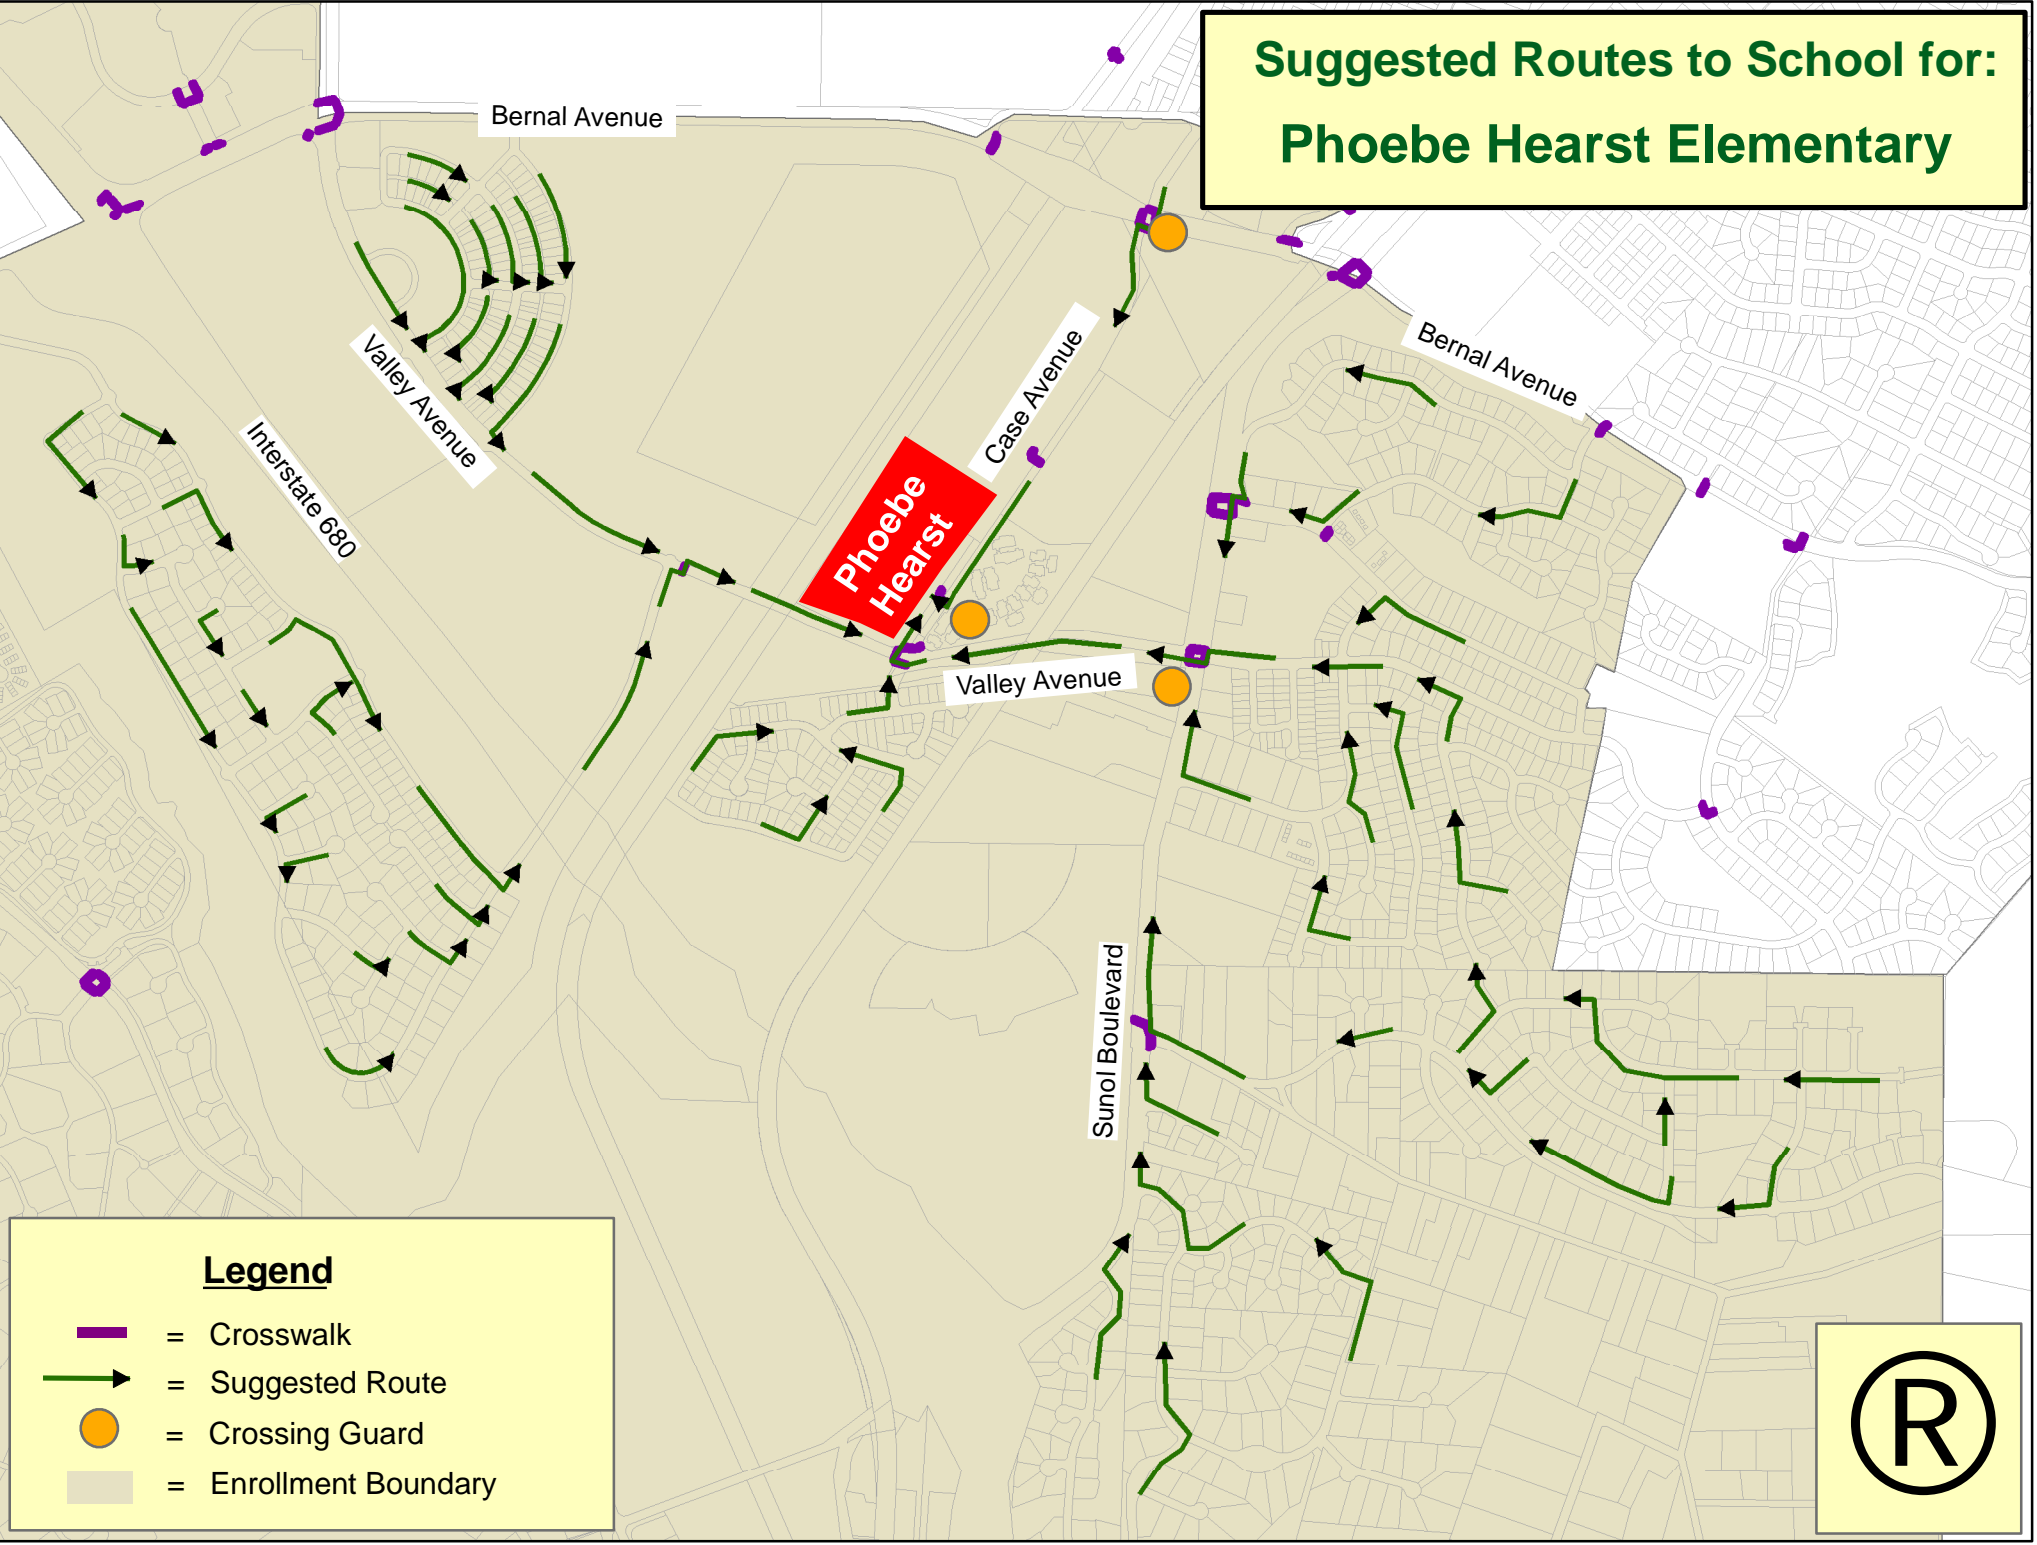 Suggested Routes to School for:
Phoebe Hearst Elementary
Bernal Avenue
Bernal Avenue
Case Avenue
Valley Avenue
Interstate 680
Phoebe
Hearst
Valley Avenue
Sunol Boulevard
Legend
= Crosswalk
= Suggested Route
= Crossing Guard
= Enrollment Boundary
®